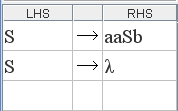 LHS RHS
S → aaSb
S → λ